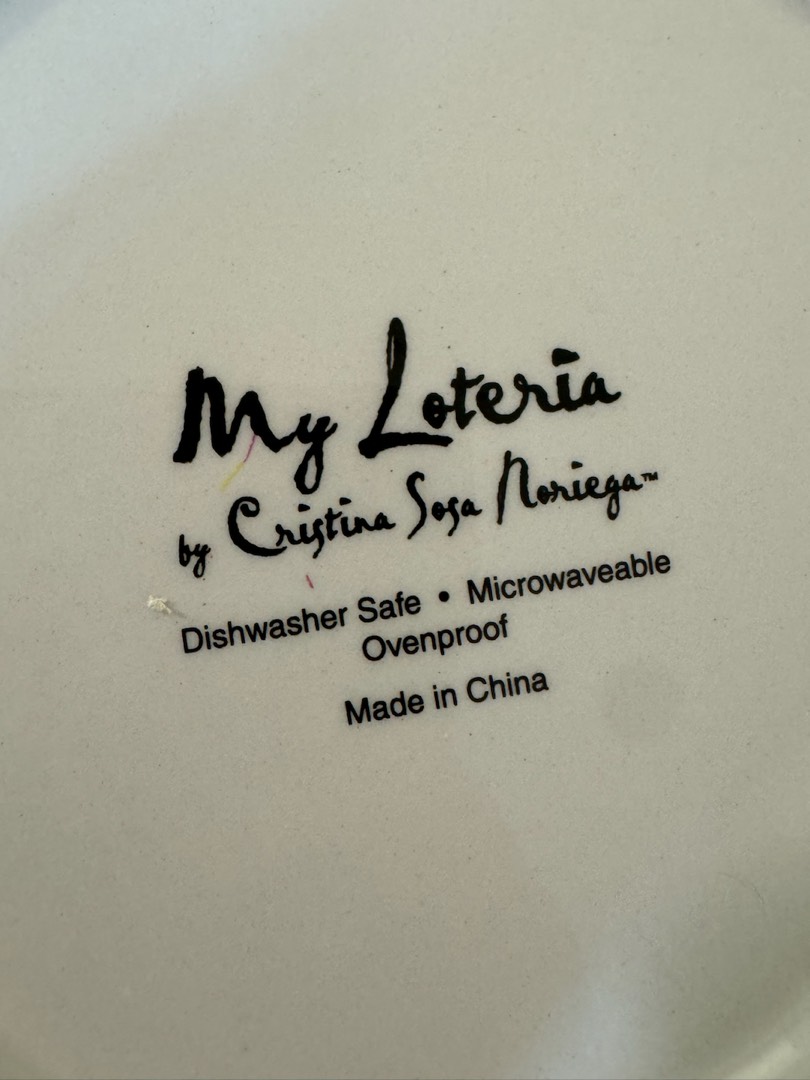 My Loteria
by Cristina Sosa Noriega™
Dishwasher Safe • Microwaveable
Ovenproof
Made in China